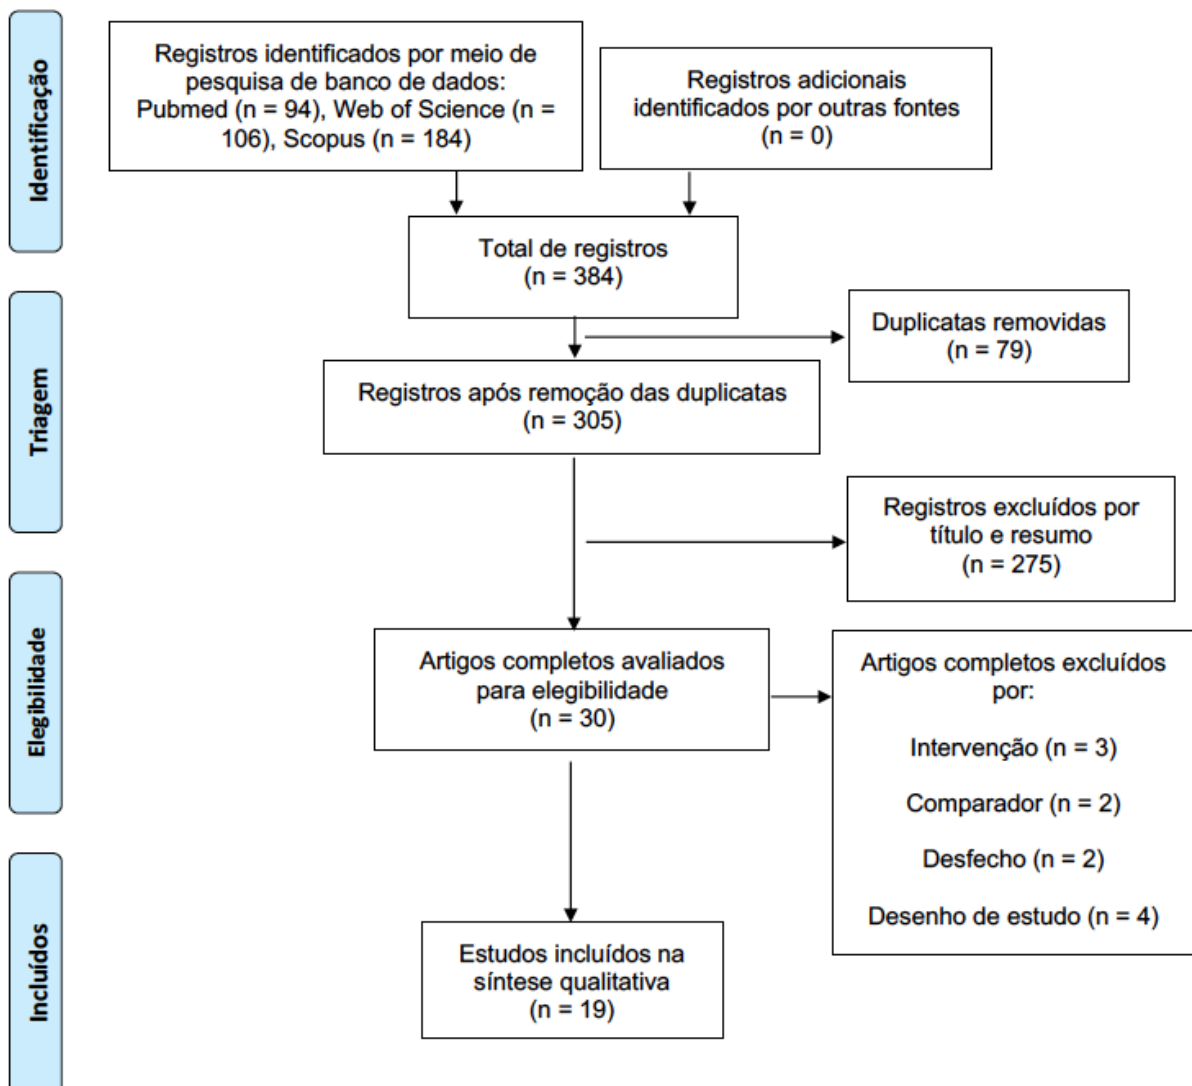 Identificação
Registros identificados por meio de
pesquisa de banco de dados:
Pubmed (n = 94), Web of Science (n =
106), Scopus (n = 184)
Registros adicionais
identificados por outras fontes
(n = 0)
Total de registros
(n = 384)
Triagem
Duplicatas removidas
(n = 79)
Registros após remoção das duplicatas
(n = 305)
Registros excluídos por
título e resumo
(n = 275)
Elegibilidade
Artigos completos avaliados
para elegibilidade
(n = 30)
Artigos completos excluídos
por:
Intervenção (n = 3)
Comparador (n = 2)
Desfecho (n = 2)
Desenho de estudo (n = 4)
Incluídos
Estudos incluídos na
síntese qualitativa
(n = 19)